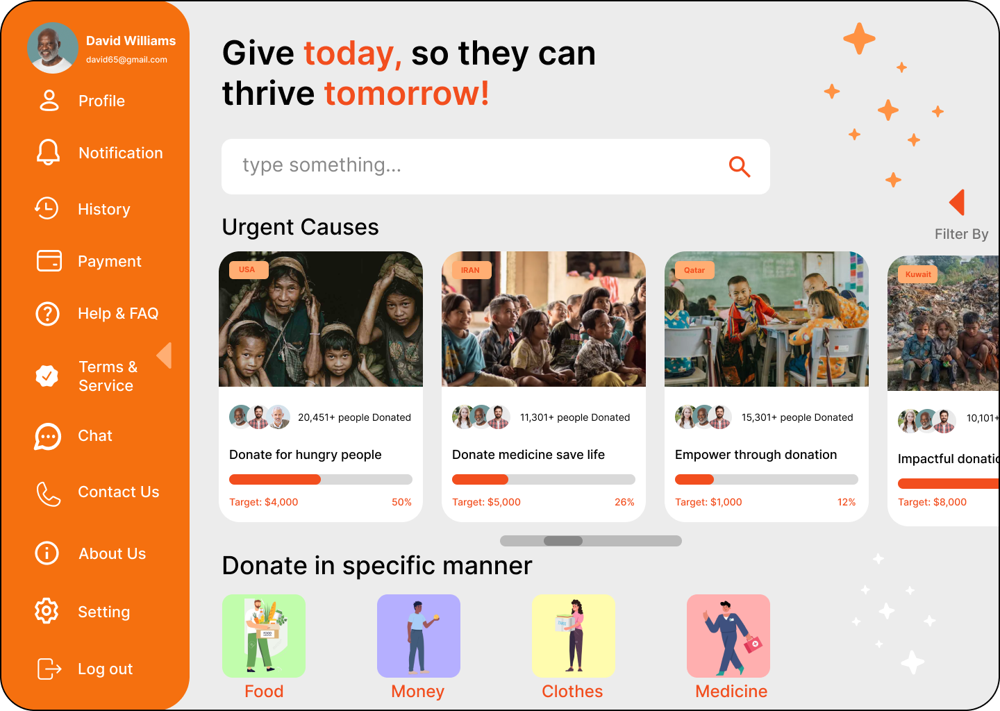 David Williams
david65@gmail.com
Profile
Notification
History
Payment
Help & FAQ
Terms &
Service
Chat
Contact Us
About Us
Setting
Log out
Give today, so they can
thrive tomorrow!
type something...
Urgent Causes
Filter By
USA
20,451+ people Donated
Donate for hungry people
Target: $4,000 50%
IRAN
11,301+ people Donated
Donate medicine save life
Target: $5,000 26%
Qatar
15,301+ people Donated
Empower through donation
Target: $1,000 12%
Kuwait
10,101+
Impactful donatio
Target: $8,000
Donate in specific manner
FOOD
Food
Money
Clothes
Medicine